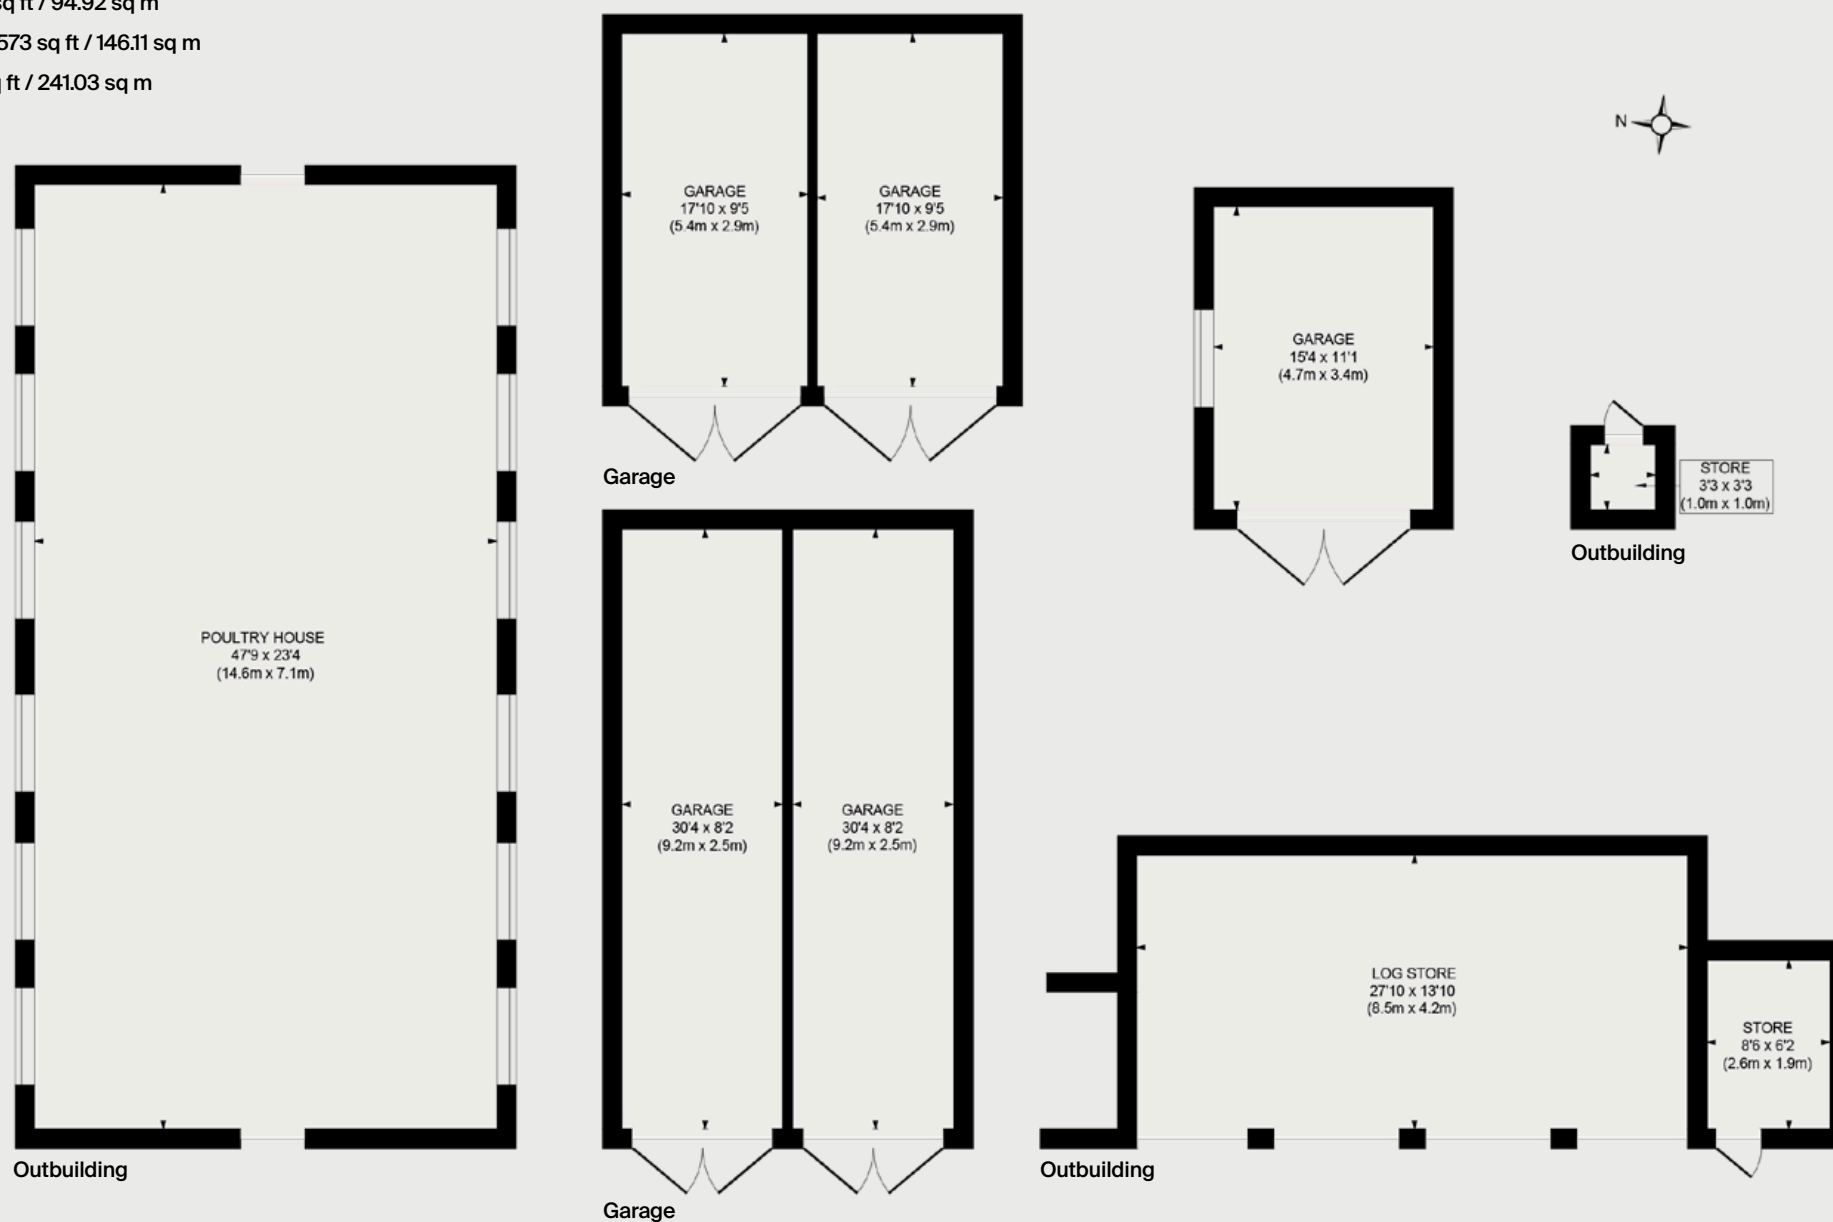 sq ft / 94.92 sq m
573 sq ft / 146.11 sq m
ft / 241.03 sq m
N
GARAGE
17'10 x 9'5
(5.4m x 2.9m)
GARAGE
17'10 x 9'5
(5.4m x 2.9m)
Garage
GARAGE
15'4 x 11'1
(4.7m x 3.4m)
STORE
3'3 x 3'3
(1.0m x 1.0m)
Outbuilding
POULTRY HOUSE
47'9 x 23'4
(14.6m x 7.1m)
Outbuilding
GARAGE
30'4 x 8'2
(9.2m x 2.5m)
GARAGE
30'4 x 8'2
(9.2m x 2.5m)
Garage
LOG STORE
27'10 x 13'10
(8.5m x 4.2m)
STORE
8'6 x 6'2
(2.6m x 1.9m)
Outbuilding